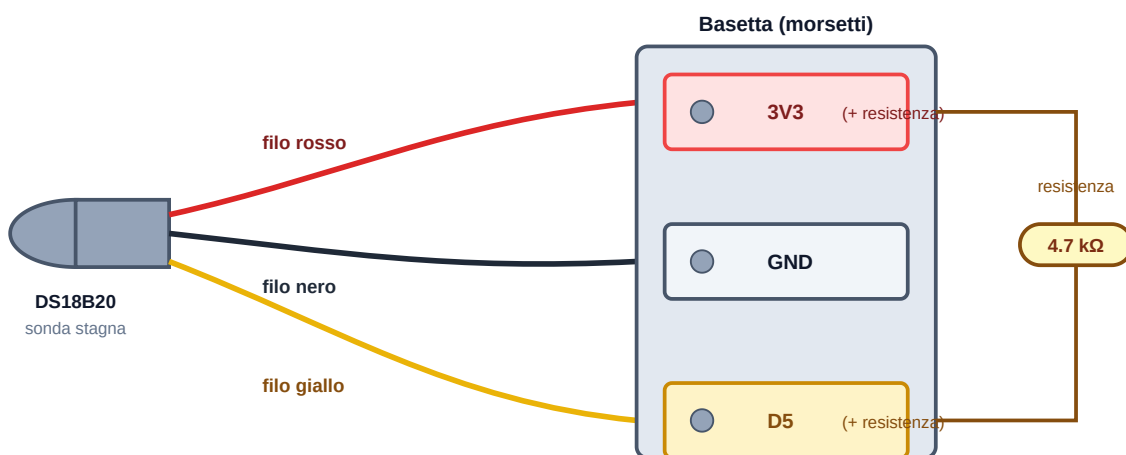 Basetta (morsetti)
3V3 (+ resistenza)
filo rosso
resistenza
4.7 kΩ
GND
filo nero
DS18B20
sonda stagna
filo giallo
D5 (+ resistenza)